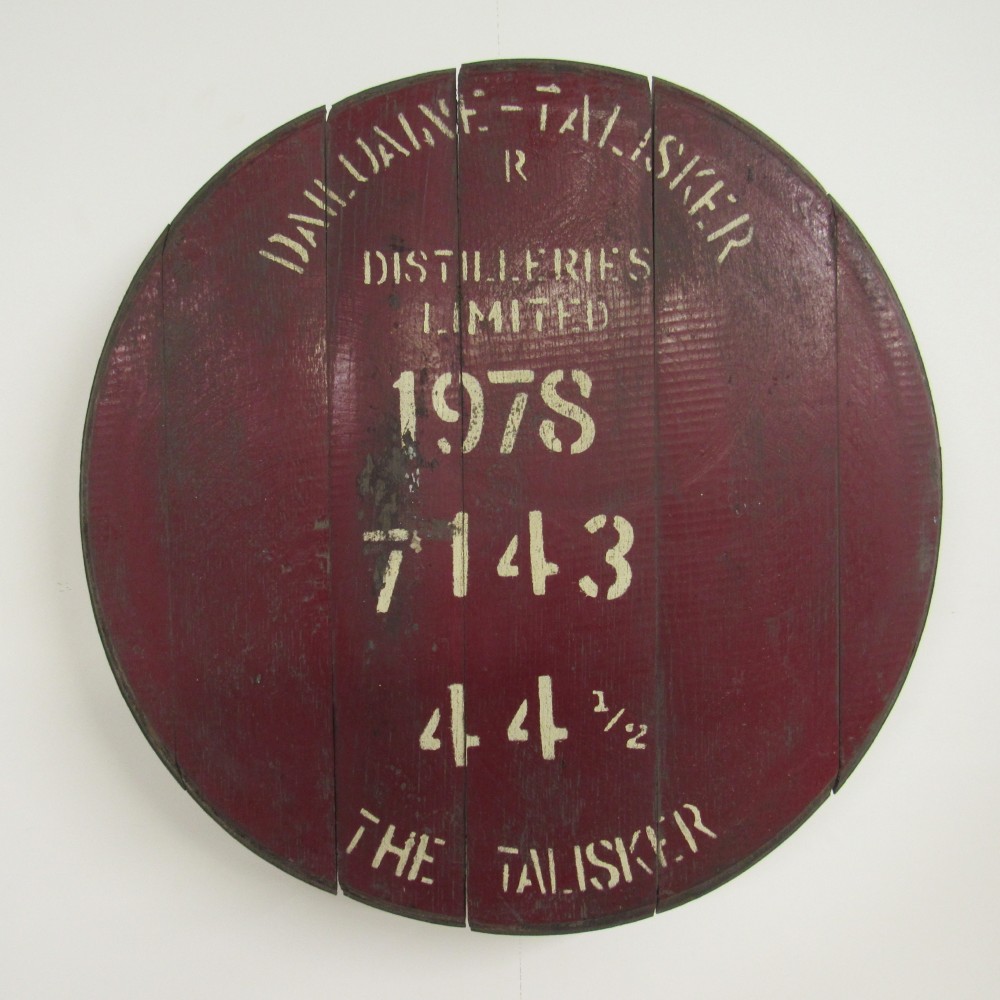 DAILUAINE-TALISKER
R
DISTILLERIES
LIMITED
1978
7143
44 1/2
THE TALISKER